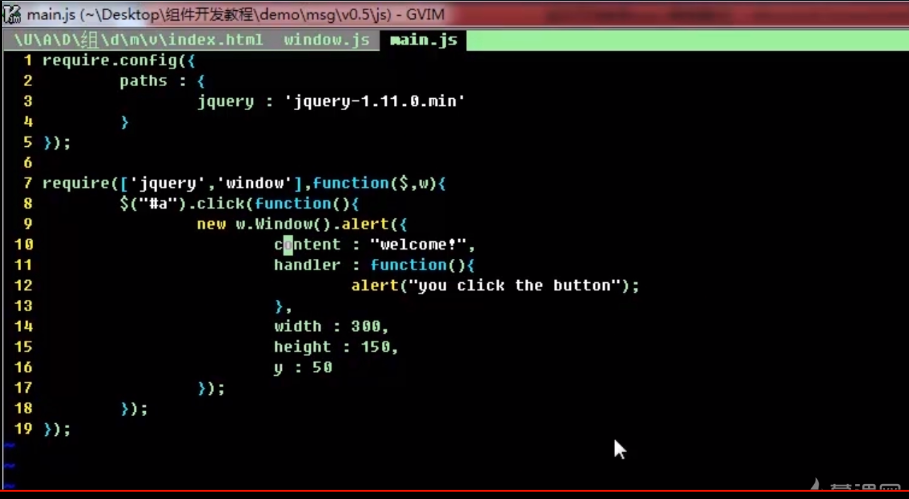 main.js (~\Desktop\组件开发教程\demo\msg\v0.5\js) - GVIM
\U\A\D\组\d\m\v\index.html window.js main.js
1 require.config({
2 paths : {
3 jquery : 'jquery-1.11.0.min'
4 }
5 });
6
7 require(['jquery','window'],function($,w){
8 $("#a").click(function(){
9 new w.Window().alert({
10 content : "welcome!",
11 handler : function(){
12 alert("you click the button");
13 },
14 width : 300,
15 height : 150,
16 y : 50
17 });
18 });
19 });
~
~
~